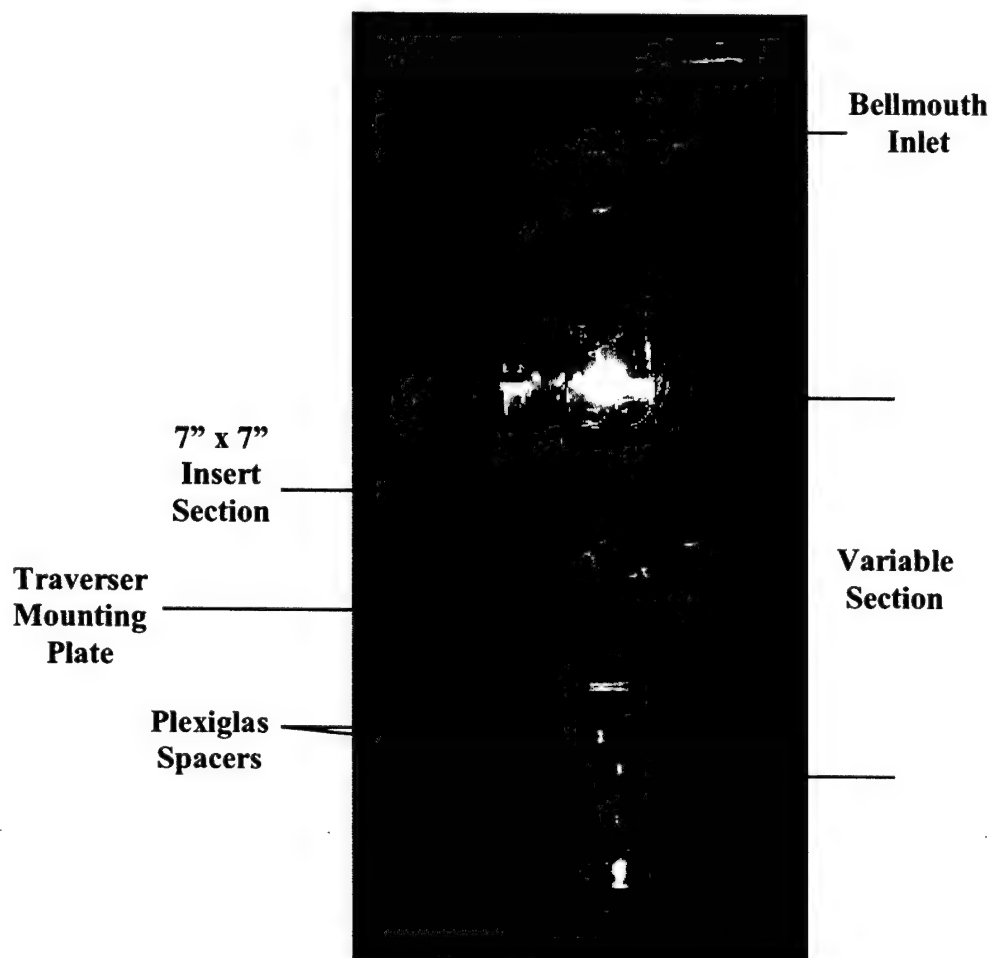 Bellmouth
Inlet
7” x 7”
Insert
Section
Traverser
Mounting
Plate
Variable
Section
Plexiglas
Spacers